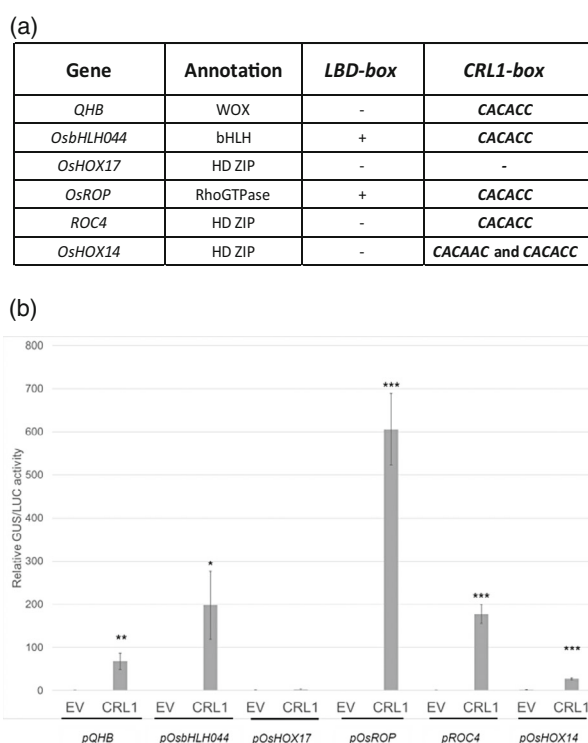 (a)
Gene Annotation LBD-box CRL1-box
QHB WOX - CACACC
OsbHLH044 bHLH + CACACC
OsHOX17 HD ZIP - -
OsROP RhoGTPase + CACACC
ROC4 HD ZIP - CACACC
OsHOX14 HD ZIP - CACAAC and CACACC
(b)
Relative GUS/LUC activity
800
700
600
500
400
300
200
100
0
**
*
***
***
***
EV CRL1 EV CRL1 EV CRL1 EV CRL1 EV CRL1 EV CRL1
pQHB pOsbHLH044 pOsHOX17 pOsROP pROC4 pOsHOX14